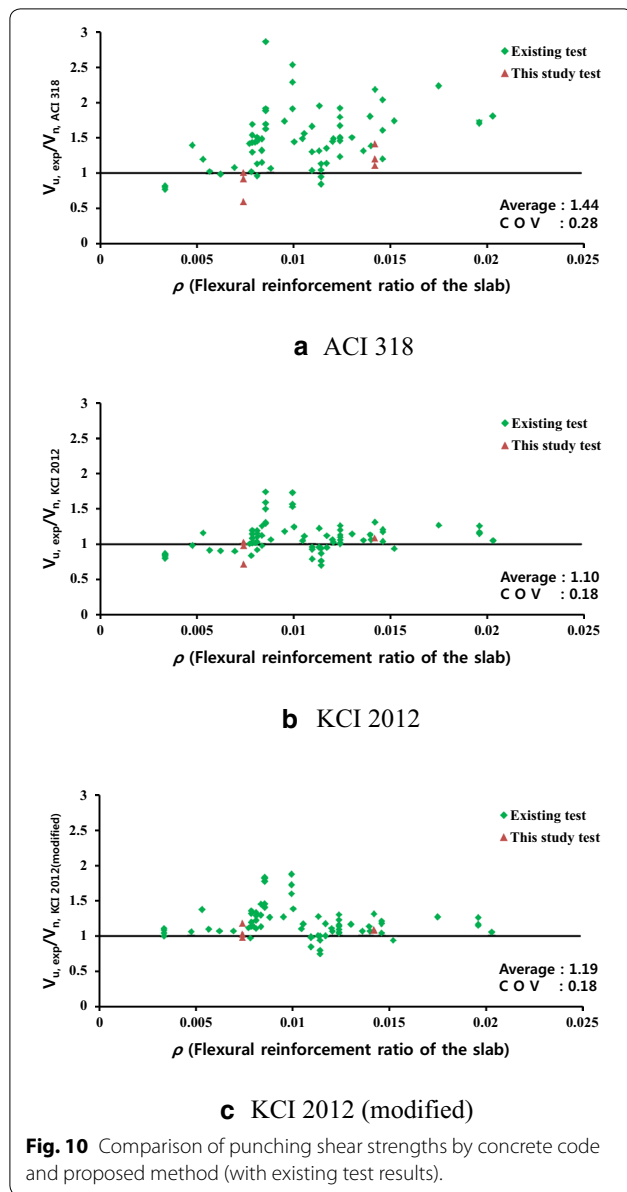 3
2.5
2
1.5
1
0.5
0
V u, exp/V n, ACI 318
Existing test
This study test
Average : 1.44
C O V : 0.28
0 0.005 0.01 0.015 0.02 0.025
ρ (Flexural reinforcement ratio of the slab)
a ACI 318
3
2.5
2
1.5
1
0.5
0
V u, exp/V n, KCI 2012
Existing test
This study test
Average : 1.10
C O V : 0.18
0 0.005 0.01 0.015 0.02 0.025
ρ (Flexural reinforcement ratio of the slab)
b KCI 2012
3
2.5
2
1.5
1
0.5
0
V u, exp/V n, KCI 2012(modified)
Existing test
This study test
Average : 1.19
C O V : 0.18
0 0.005 0.01 0.015 0.02 0.025
ρ (Flexural reinforcement ratio of the slab)
c KCI 2012 (modified)
Fig. 10 Comparison of punching shear strengths by concrete code
and proposed method (with existing test results).